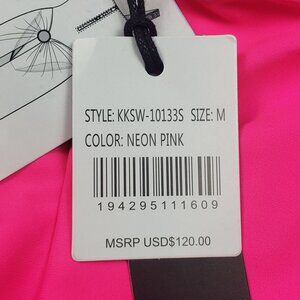 STYLE: KKSW-10133S SIZE: M
COLOR: NEON PINK
194295111609
MSRP USD$120.00